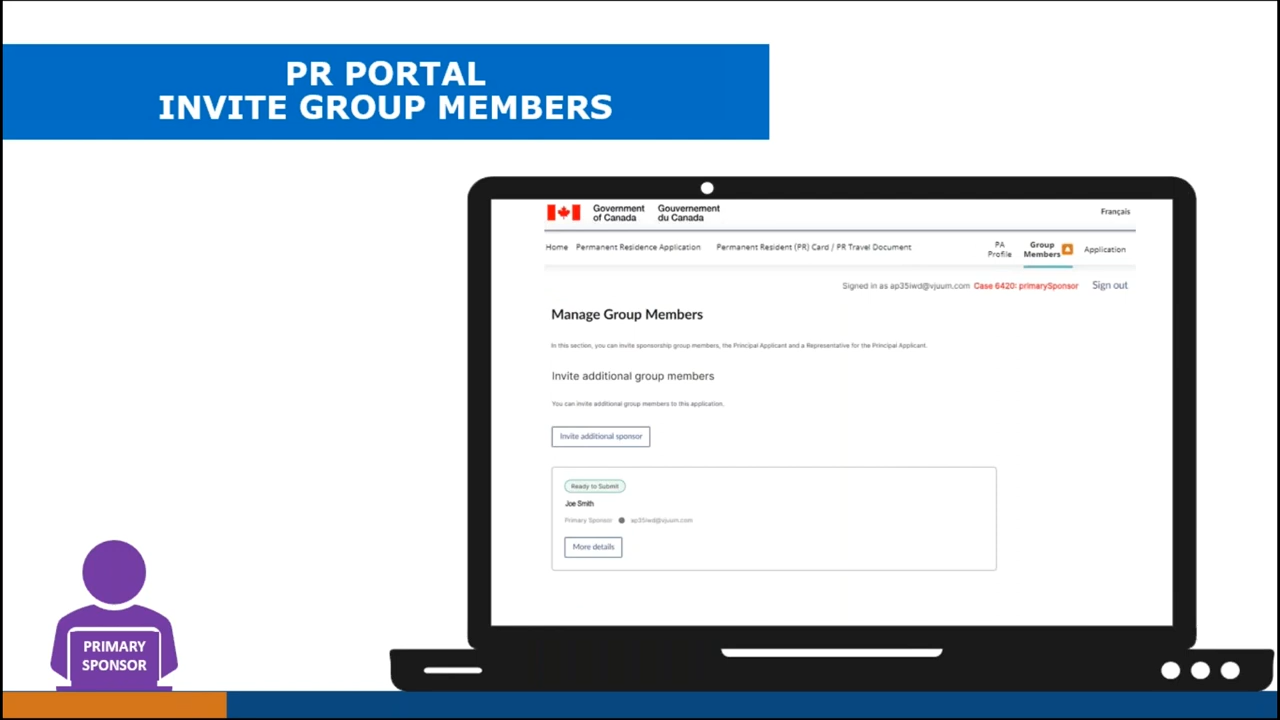 PR PORTAL
INVITE GROUP MEMBERS
Government of Canada
Gouvernement du Canada
Français
Home
Permanent Residence Application
Permanent Resident (PR) Card / PR Travel Document
PA Profile
Group Members
Application
Signed in as ap35iwd@vjuum.com Case 6420: primarySponsor
Sign out
Manage Group Members
In this section, you can invite sponsorship group members, the Principal Applicant and a Representative for the Principal Applicant.
Invite additional group members
You can invite additional group members to this application.
Invite additional sponsor
Ready to Submit
Joe Smith
Primary Sponsor ap35iwd@vjuum.com
More details
PRIMARY
SPONSOR